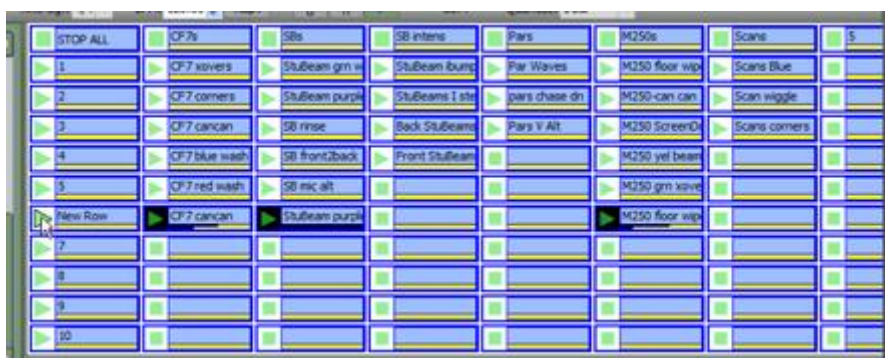 STOP ALL CF7s SBs SB intens Pars M250s Scans 5
1 CF7 xovers StuBeam grn w StuBeam ibump Par Waves M250 floor wip Scans Blue
2 CF7 corners StuBeam purple StuBeams I ste pars chase dn M250-can can Scan wiggle
3 CF7 cancan SB rinse Back StuBeams Pars V Alt M250 ScreenD Scans corners
4 CF7 blue wash SB front2back Front StuBeam M250 yel beam
5 CF7 red wash SB mic alt M250 grn xove
New Row CF7 cancan StuBeam purple M250 floor wip
7
8
9
10